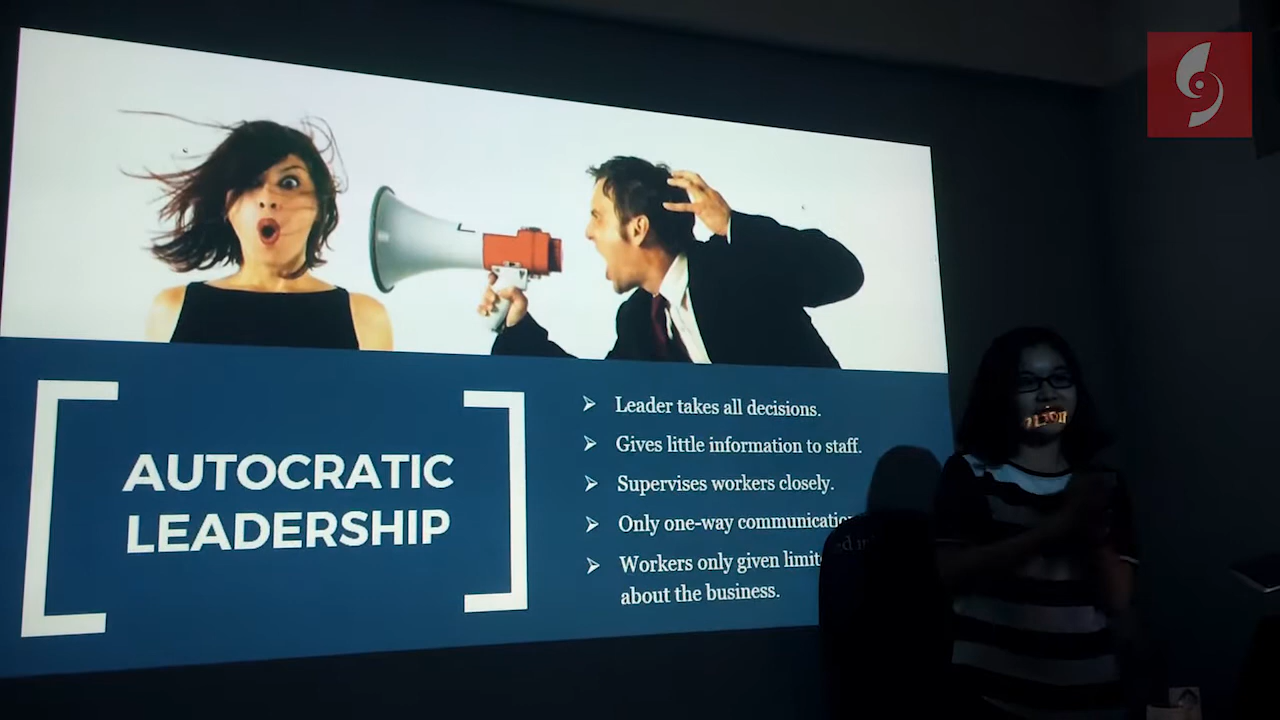 AUTOCRATIC
LEADERSHIP
Leader takes all decisions.
Gives little information to staff.
Supervises workers closely.
Only one-way
Workers only given
about the business.